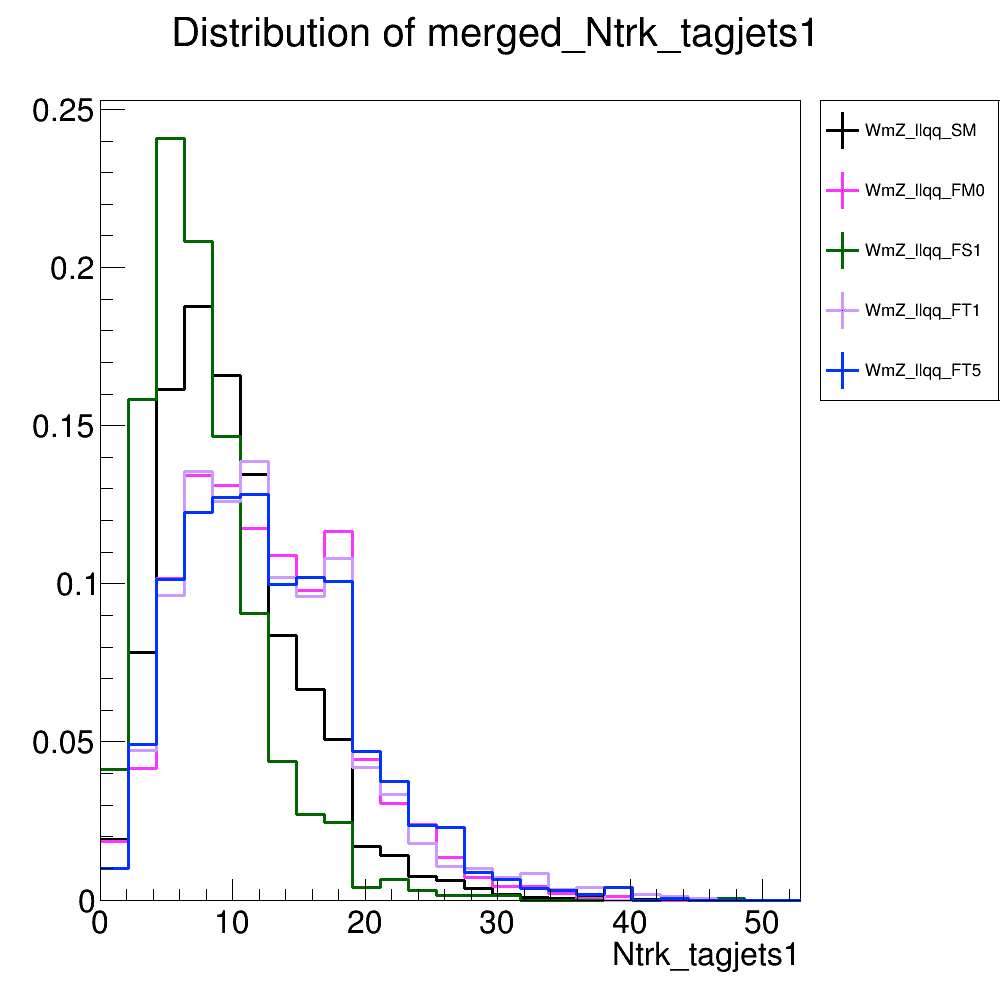 Distribution of merged_Ntrk_tagjets1
0.25
0.2
0.15
0.1
0.05
0
0 10 20 30 40 50
Ntrk_tagjets1
WmZ_llqq_SM
WmZ_llqq_FM0
WmZ_llqq_FS1
WmZ_llqq_FT1
WmZ_llqq_FT5